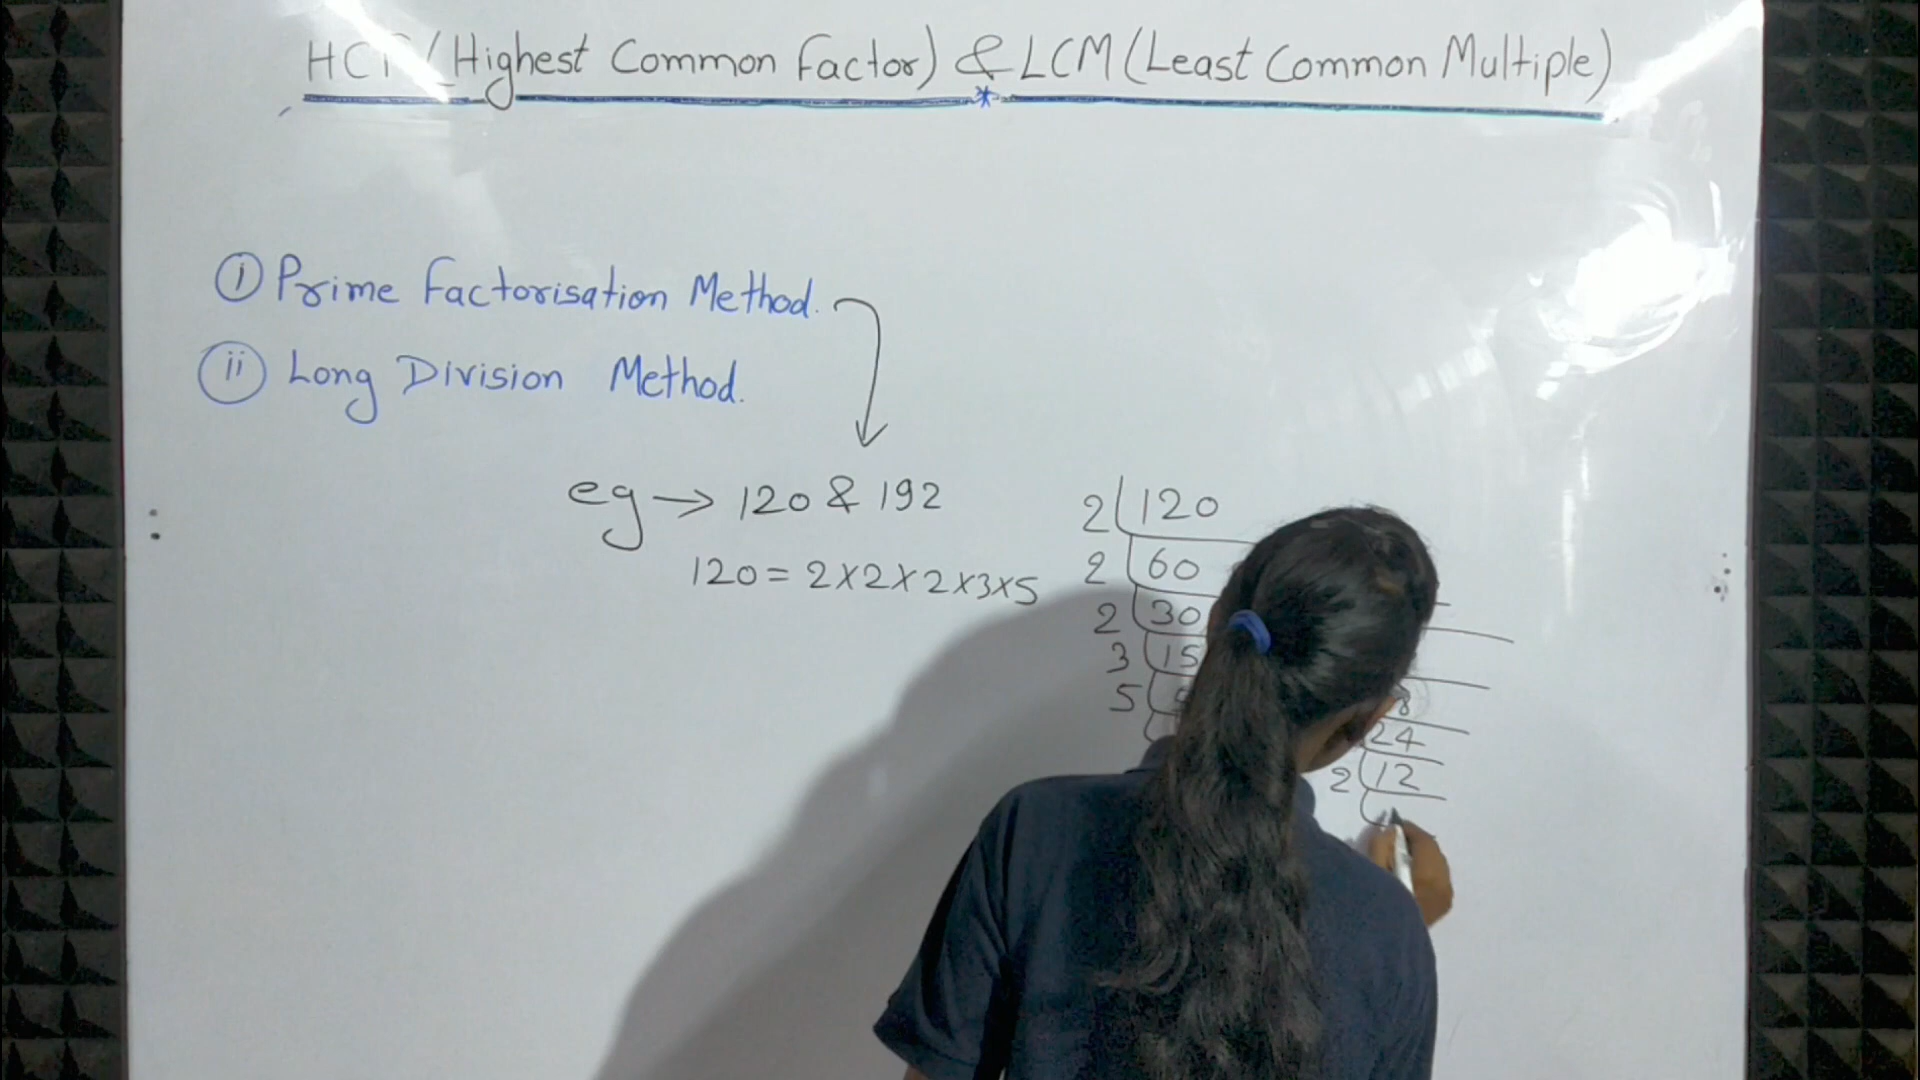 (Highest Common Factor) & LCM (Least Common Multiple)
i Prime Factorisation Method.
ii Long Division Method.
eg → 120 & 192
120 = 2×2×2×3×5
2 120
2 60
2 30
3 15
5
24
2 12